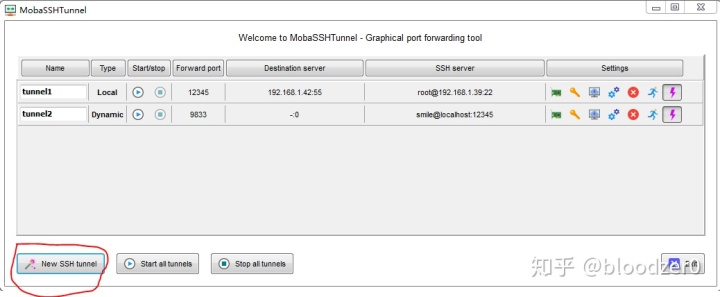 MobaSSHTunnel
Welcome to MobaSSHTunnel - Graphical port forwarding tool
Name Type Start/stop Forward port Destination server SSH server Settings
tunnel1 Local 12345 192.168.1.42:55 root@192.168.1.39:22
tunnel2 Dynamic 9833 -:0 smile@localhost:12345
New SSH tunnel Start all tunnels Stop all tunnels
知乎 @bloodzer0